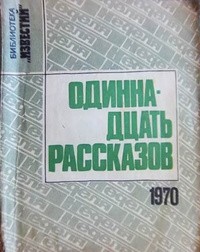 БИБЛИОТЕКА
„ИЗВЕСТИЙ"
ОДИННА-
ДЦАТЬ
РАССКАЗОВ
1970